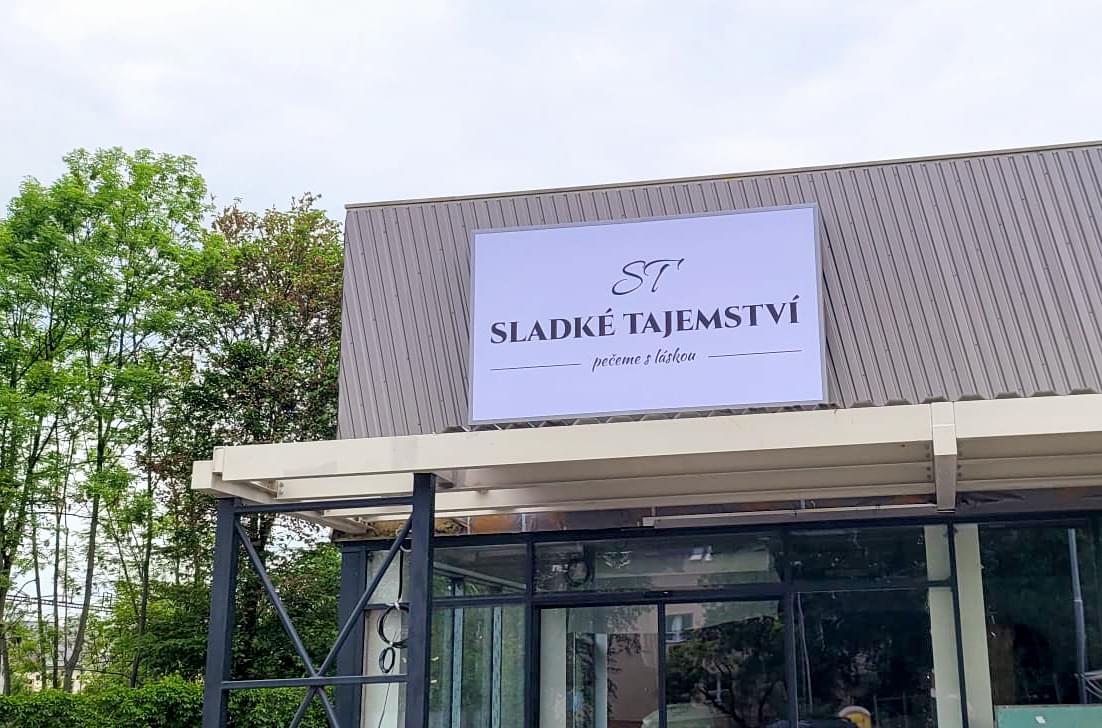 ST
SLADKÉ TAJEMSTVÍ
pečeme s láskou